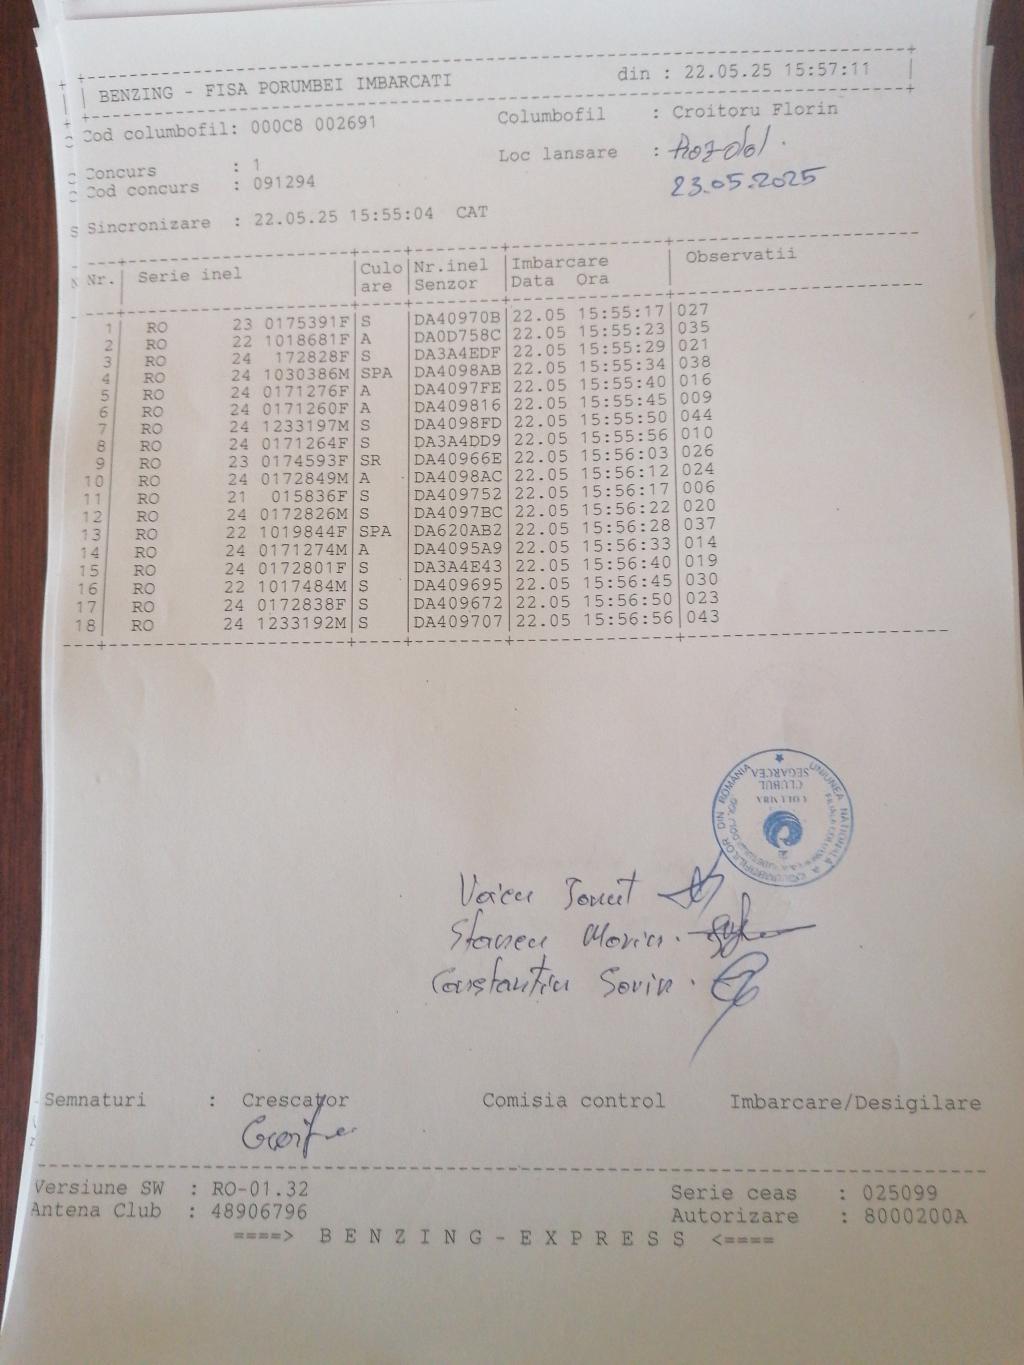 BENZING - FISA PORUMBEI IMBARCATI din : 22.05.25 15:57:11
Cod columbofil: 000C8 002691 Columbofil : Croitoru Florin
Loc lansare :
Concurs : 1
Cod concurs : 091294 23.05.2025
Sincronizare : 22.05.25 15:55:04 CAT
Nr. Serie inel Culo Nr.inel Imbarcare Observatii
are Senzor Data Ora
1 RO 23 0175391F S DA40970B 22.05 15:55:17 027
2 RO 22 1018681F A DA0D758C 22.05 15:55:23 035
3 RO 24 172828F S DA3A4EDF 22.05 15:55:29 021
4 RO 24 1030386M SPA DA4098AB 22.05 15:55:34 038
5 RO 24 0171276F A DA4097FE 22.05 15:55:40 016
6 RO 24 0171260F A DA409816 22.05 15:55:45 009
7 RO 24 1233197M S DA4098FD 22.05 15:55:50 044
8 RO 24 0171264F S DA3A4DD9 22.05 15:55:56 010
9 RO 23 0174593F SR DA40966E 22.05 15:56:03 026
10 RO 24 0172849M A DA4098AC 22.05 15:56:12 024
11 RO 21 015836F S DA409752 22.05 15:56:17 006
12 RO 24 0172826M S DA4097BC 22.05 15:56:22 020
13 RO 22 1019844F SPA DA620AB2 22.05 15:56:28 037
14 RO 24 0171274M A DA4095A9 22.05 15:56:33 014
15 RO 24 0172801F S DA3A4E43 22.05 15:56:40 019
16 RO 22 1017484M S DA409695 22.05 15:56:45 030
17 RO 24 0172838F S DA409672 22.05 15:56:50 023
18 RO 24 1233192M S DA409707 22.05 15:56:56 043
UNIUNEA NATIONALĂ A COLUMBOFILILOR DIN ROMÂNIA
CLUBUL
SEGARCEA
Voicu Ionut
Stancu Marin.
Constantin Sorin.
Semnaturi : Crescator Comisia control Imbarcare/Desigilare
Versiune SW : RO-01.32 Serie ceas : 025099
Antena Club : 48906796 Autorizare : 8000200A
====> BENZING-EXPRESS <====